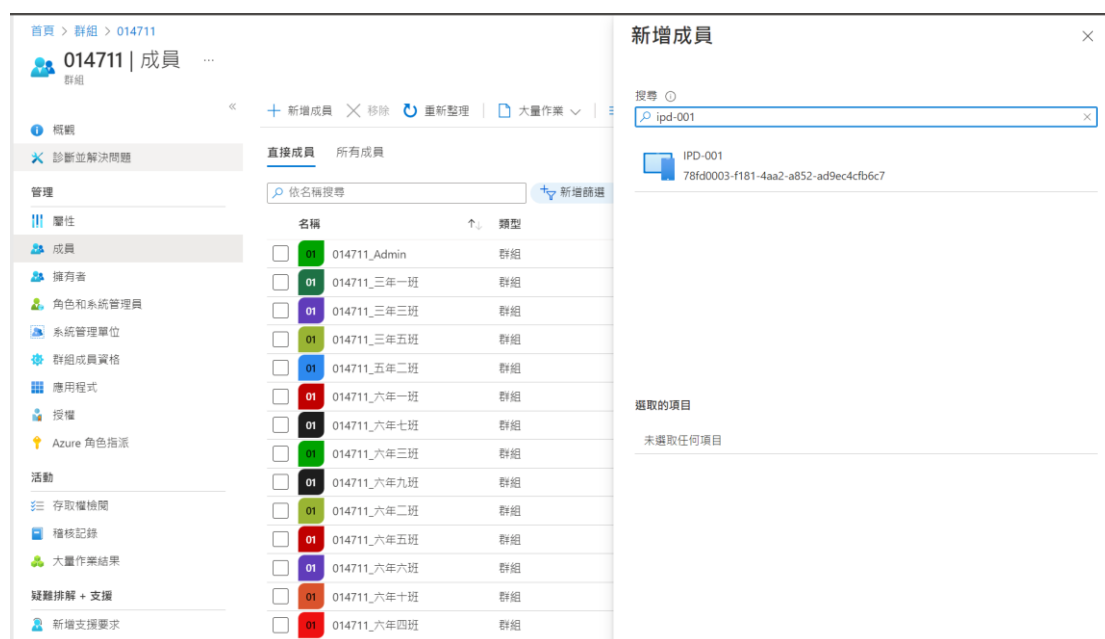 首頁 > 群組 > 014711
014711 | 成員 ...
群組
«
概觀
診斷並解決問題
管理
屬性
成員
擁有者
角色和系統管理員
系統管理單位
群組成員資格
應用程式
授權
Azure 角色指派
活動
存取權檢閱
稽核記錄
大量作業結果
疑難排解 + 支援
新增支援要求
新增成員 移除 重新整理 大量作業
直接成員 所有成員
依名稱搜尋 新增篩選
名稱 類型
01 014711_Admin 群組
01 014711_三年一班 群組
01 014711_三年三班 群組
01 014711_三年五班 群組
01 014711_五年二班 群組
01 014711_六年一班 群組
01 014711_六年七班 群組
01 014711_六年三班 群組
01 014711_六年九班 群組
01 014711_六年二班 群組
01 014711_六年五班 群組
01 014711_六年六班 群組
01 014711_六年十班 群組
01 014711_六年四班 群組
新增成員
搜尋
ipd-001
IPD-001
78fd0003-f181-4aa2-a852-ad9ec4cfb6c7
選取的項目
未選取任何項目